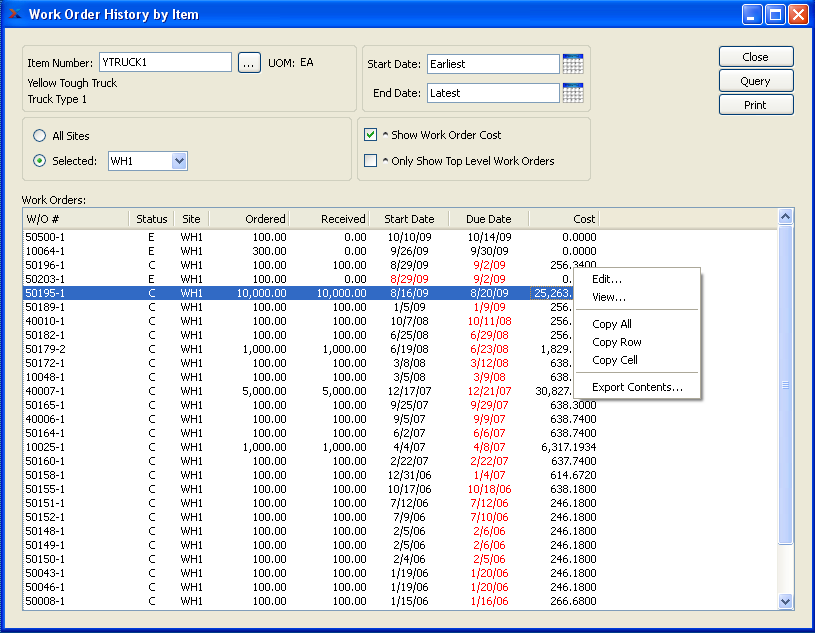 Work Order History by Item
Item Number: YTRUCK1 ... UOM: EA
Yellow Tough Truck
Truck Type 1
Start Date: Earliest
End Date: Latest
Close
Query
Print
All Sites
Selected: WH1
^ Show Work Order Cost
^ Only Show Top Level Work Orders
Work Orders:
W/O # Status Site Ordered Received Start Date Due Date Cost
50500-1 E WH1 100.00 0.00 10/10/09 10/14/09 0.0000
10064-1 E WH1 300.00 0.00 9/26/09 9/30/09 0.0000
50196-1 C WH1 100.00 100.00 8/29/09 9/2/09 256.3400
50203-1 E WH1 100.00 0.00 8/29/09 9/2/09 0.
50195-1 C WH1 10,000.00 10,000.00 8/16/09 8/20/09 25,263.
50189-1 C WH1 100.00 100.00 1/5/09 1/9/09 256.
40010-1 C WH1 100.00 100.00 10/7/08 10/11/08 256.
50182-1 C WH1 100.00 100.00 6/25/08 6/29/08 256.
50179-2 C WH1 1,000.00 1,000.00 6/19/08 6/23/08 1,829.
50172-1 C WH1 100.00 100.00 3/8/08 3/12/08 638.
10048-1 C WH1 100.00 100.00 3/5/08 3/9/08 638.
40007-1 C WH1 5,000.00 5,000.00 12/17/07 12/21/07 30,827.
50165-1 C WH1 100.00 100.00 9/25/07 9/29/07 638.3000
40006-1 C WH1 100.00 100.00 9/5/07 9/9/07 638.7400
50164-1 C WH1 100.00 100.00 6/2/07 6/6/07 638.7400
10025-1 C WH1 1,000.00 1,000.00 4/4/07 4/8/07 6,317.1934
50160-1 C WH1 100.00 100.00 2/22/07 2/22/07 637.7400
50158-1 C WH1 100.00 100.00 12/31/06 1/4/07 614.6720
50155-1 C WH1 100.00 100.00 10/17/06 10/18/06 638.1800
50151-1 C WH1 100.00 100.00 7/12/06 7/12/06 246.1800
50152-1 C WH1 100.00 100.00 7/9/06 7/10/06 246.1800
50148-1 C WH1 100.00 100.00 2/5/06 2/6/06 246.1800
50149-1 C WH1 100.00 100.00 2/5/06 2/6/06 246.1800
50150-1 C WH1 100.00 100.00 2/4/06 2/5/06 246.1800
50043-1 C WH1 100.00 100.00 1/19/06 1/20/06 246.1800
50046-1 C WH1 100.00 100.00 1/19/06 1/20/06 246.1800
50008-1 C WH1 100.00 100.00 1/15/06 1/16/06 266.6800
Edit...
View...
Copy All
Copy Row
Copy Cell
Export Contents...